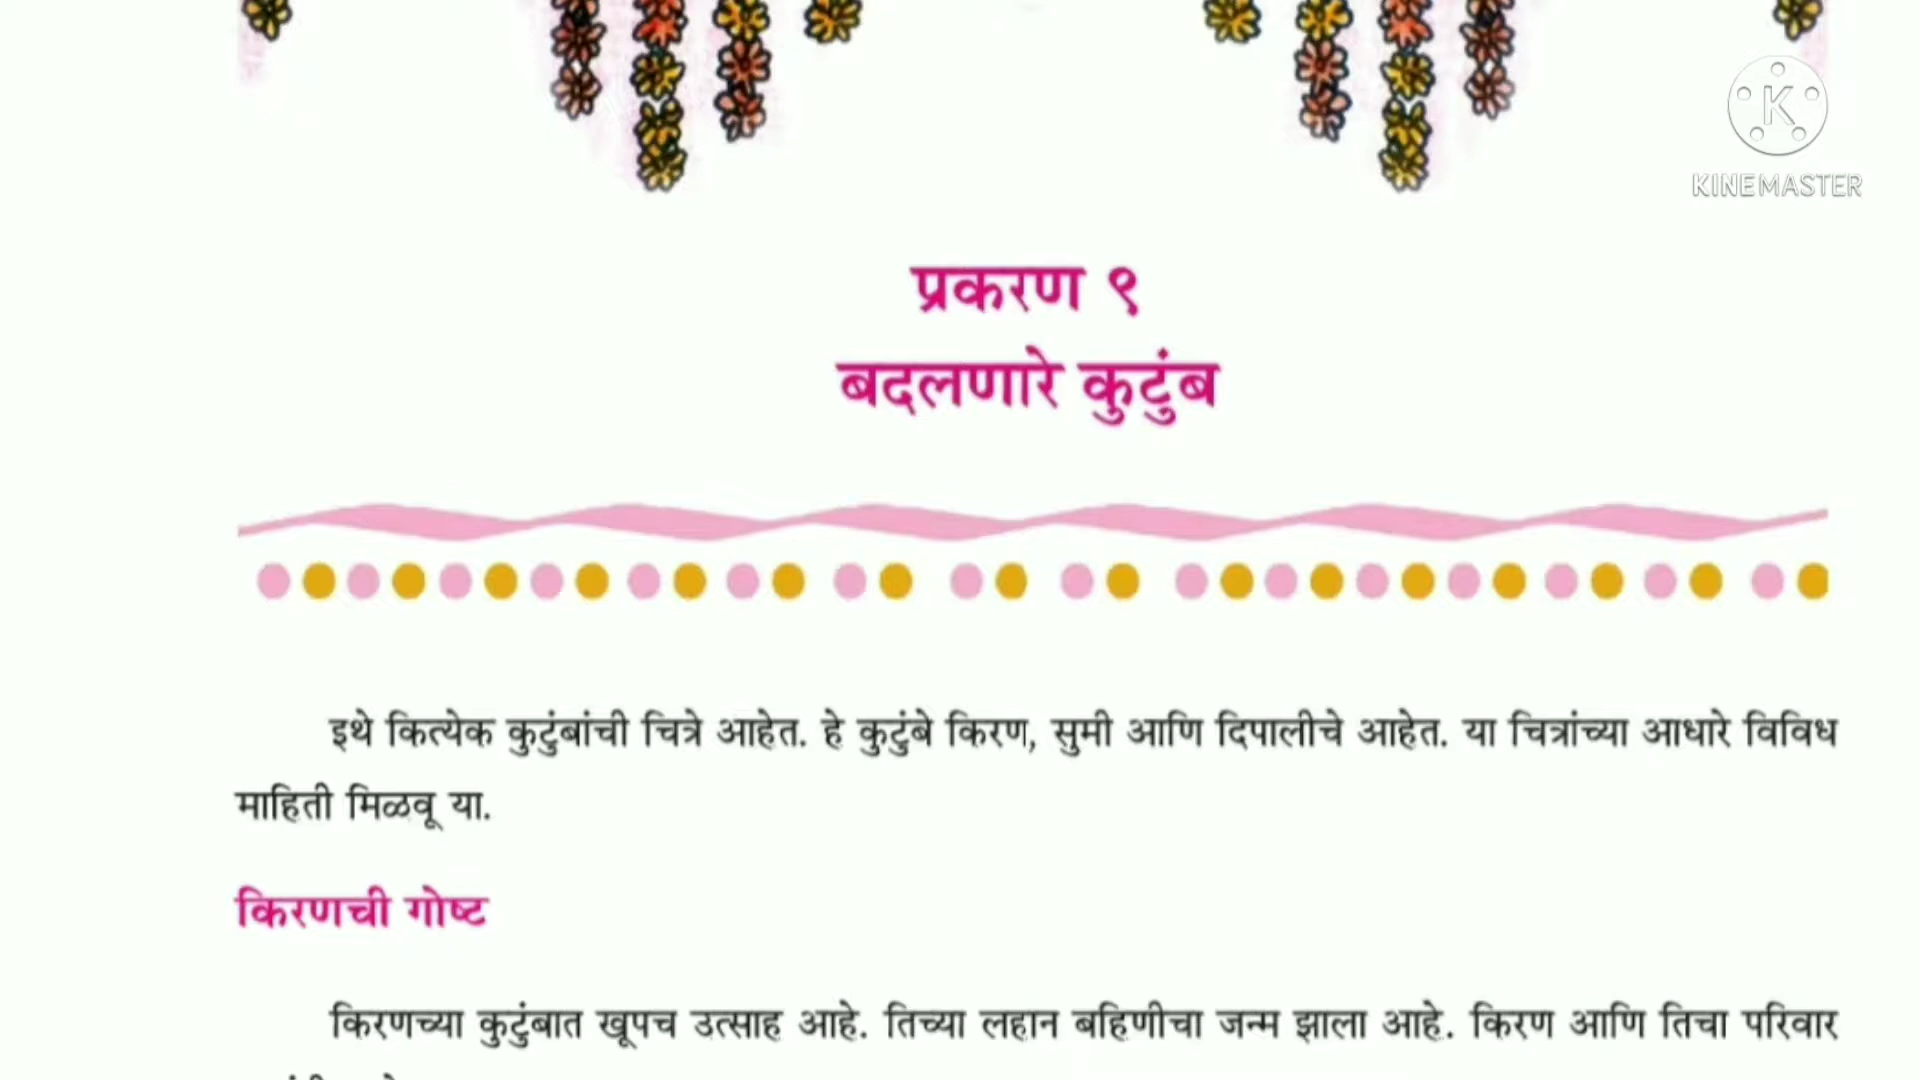 KINEMASTER
प्रकरण ९
बदलणारे कुटुंब
इथे कित्येक कुटुंबांची चित्रे आहेत. हे कुटुंबे किरण, सुमी आणि दिपालीचे आहेत. या चित्रांच्या आधारे विविध
माहिती मिळवू या.
किरणची गोष्ट
किरणच्या कुटुंबात खूपच उत्साह आहे. तिच्या लहान बहिणीचा जन्म झाला आहे. किरण आणि तिचा परिवार